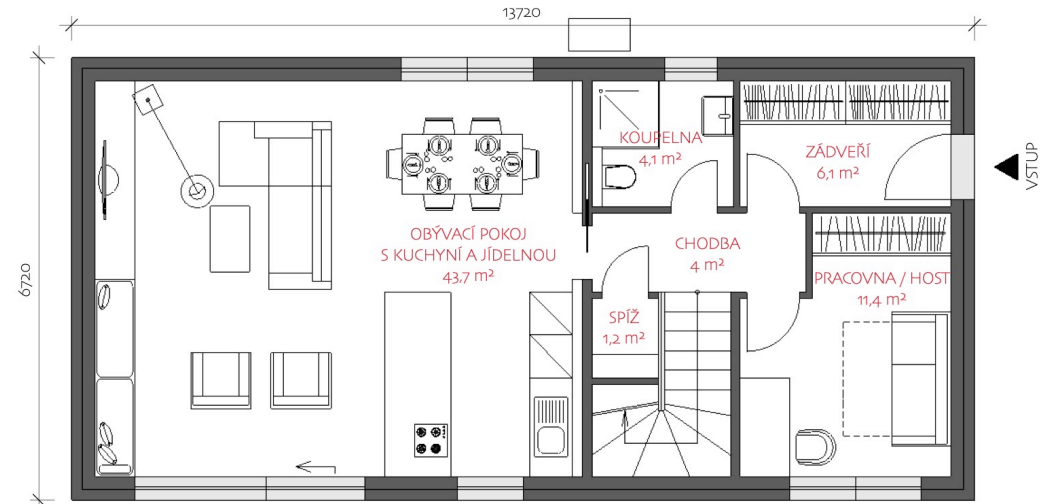 13720
6720
KOUPELNA
4,1 m²
ZÁDVEŘÍ
6,1 m²
VSTUP
OBÝVACÍ POKOJ
S KUCHYNÍ A JÍDELNOU
43,7 m²
CHODBA
4 m²
PRACOVNA / HOST
11,4 m²
SPÍŽ
1,2 m²